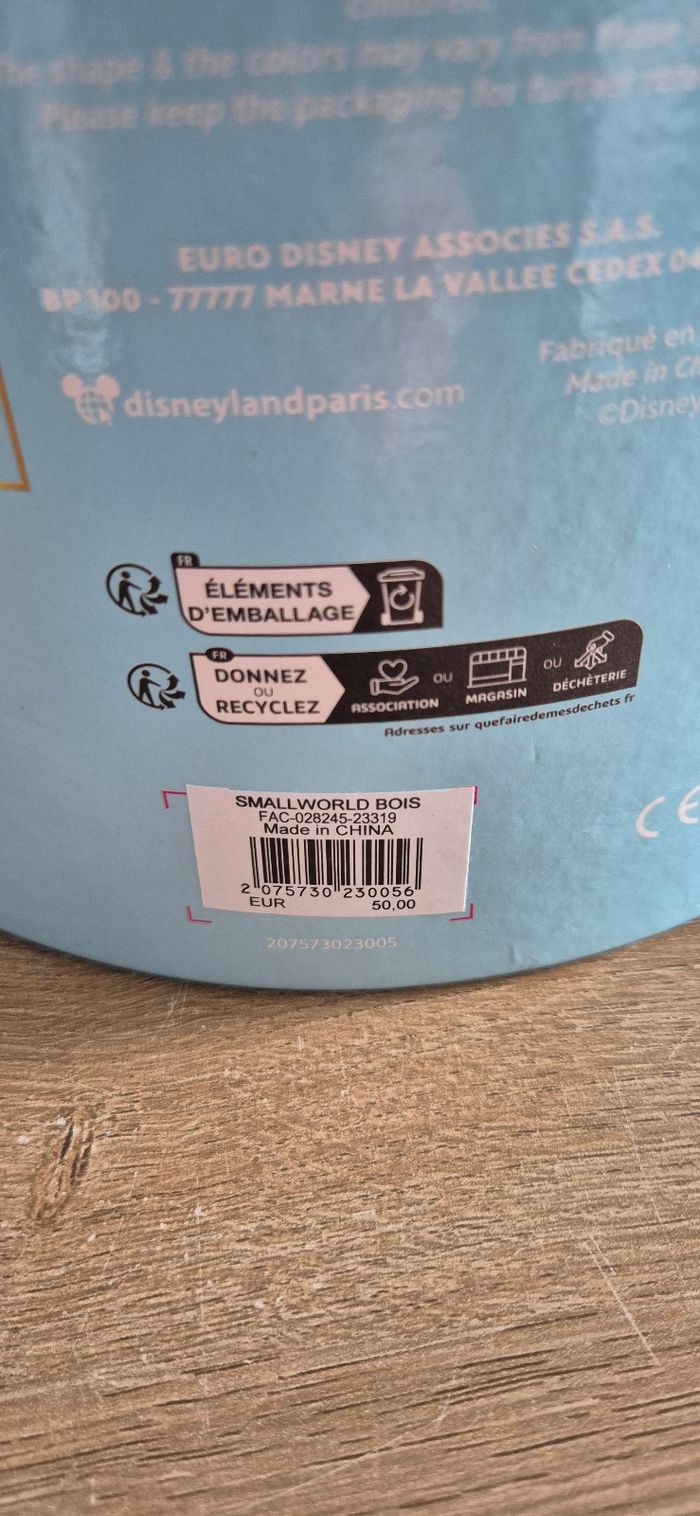 The shape & the colors may vary from those
Please keep the packaging for further
EURO DISNEY ASSOCIES S.A.S.
BP 100 - 77777 MARNE LA VALLEE CEDEX 04
disneylandparis.com
Fabriqué en
Made in Ch
©Disney
FR
ÉLÉMENTS
D'EMBALLAGE
FR
DONNEZ
OU
RECYCLEZ
ASSOCIATION OU MAGASIN OU DÉCHÈTERIE
Adresses sur quefairedemesdechets.fr
SMALLWORLD BOIS
FAC-028245-23319
Made in CHINA
2 075730 230056
EUR 50,00
207573023005
CE